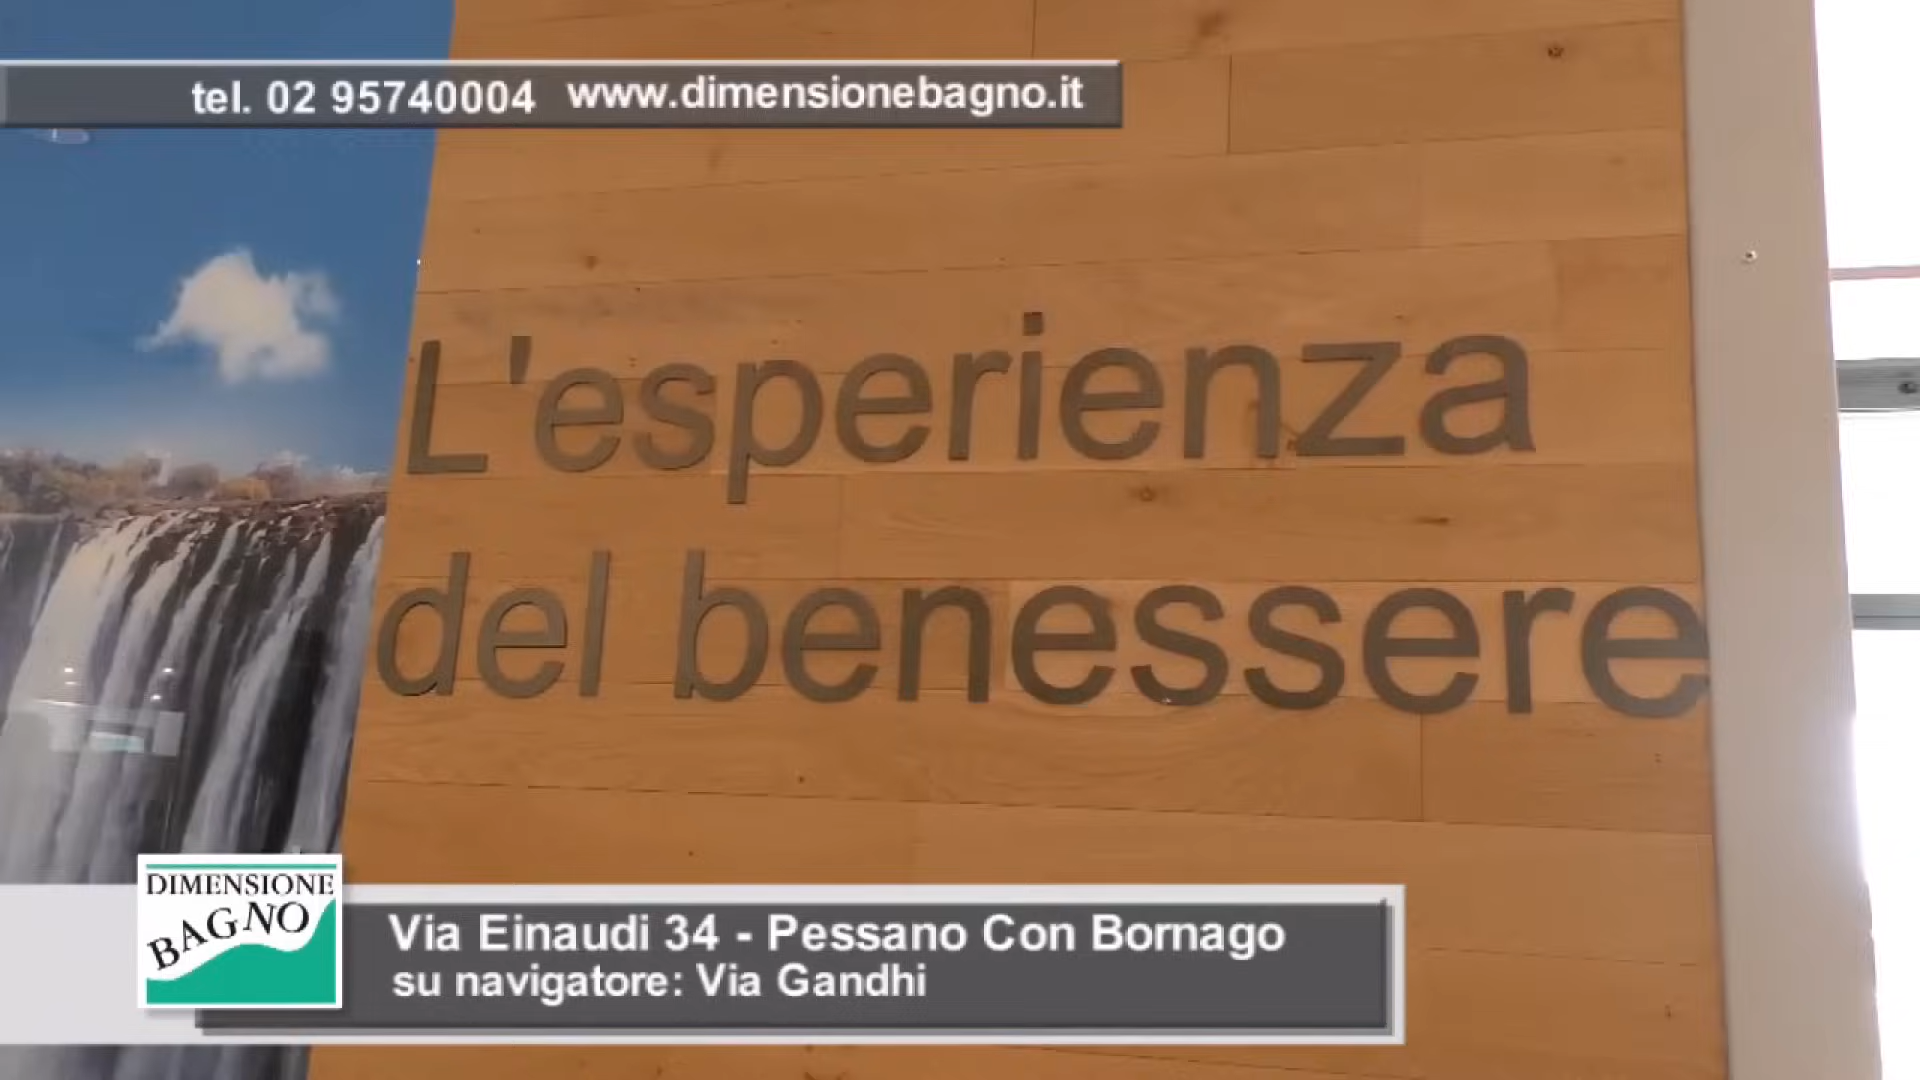 tel. 02 95740004 www.dimensionebagno.it
L'esperienza
del benessere
DIMENSIONE
BAGNO
Via Einaudi 34 - Pessano Con Bornago
su navigatore: Via Gandhi